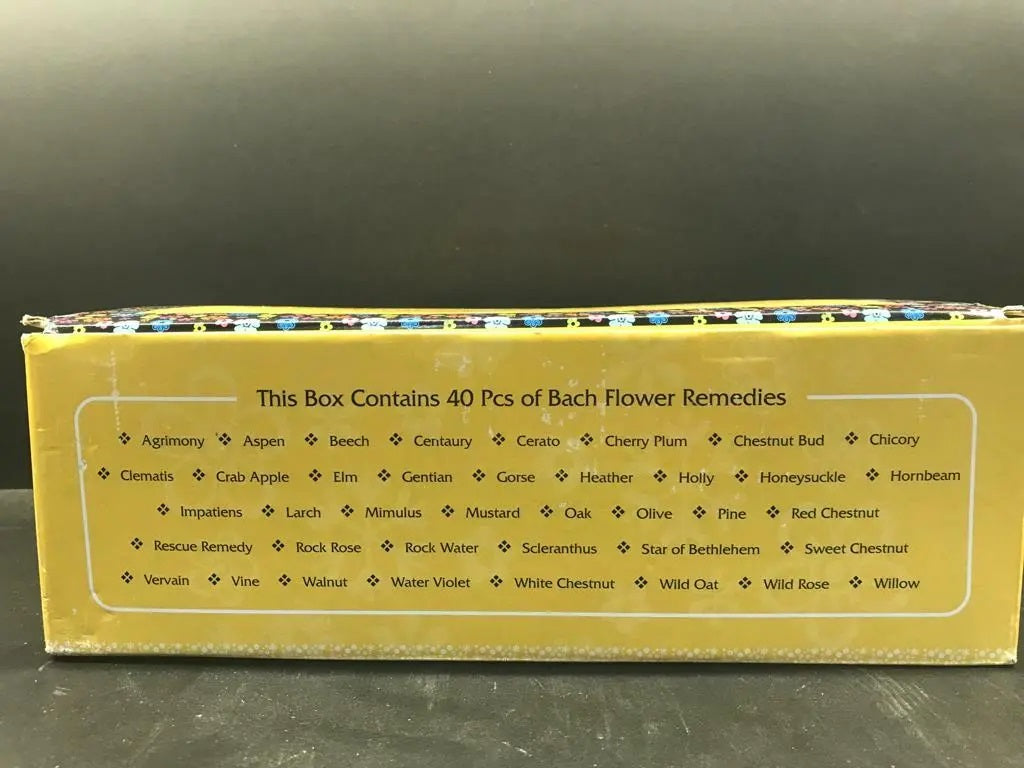 This Box Contains 40 Pcs of Bach Flower Remedies
❖ Agrimony ❖ Aspen ❖ Beech ❖ Centaury ❖ Cerato ❖ Cherry Plum ❖ Chestnut Bud ❖ Chicory
❖ Clematis ❖ Crab Apple ❖ Elm ❖ Gentian ❖ Gorse ❖ Heather ❖ Holly ❖ Honeysuckle ❖ Hornbeam
❖ Impatiens ❖ Larch ❖ Mimulus ❖ Mustard ❖ Oak ❖ Olive ❖ Pine ❖ Red Chestnut
❖ Rescue Remedy ❖ Rock Rose ❖ Rock Water ❖ Scleranthus ❖ Star of Bethlehem ❖ Sweet Chestnut
❖ Vervain ❖ Vine ❖ Walnut ❖ Water Violet ❖ White Chestnut ❖ Wild Oat ❖ Wild Rose ❖ Willow